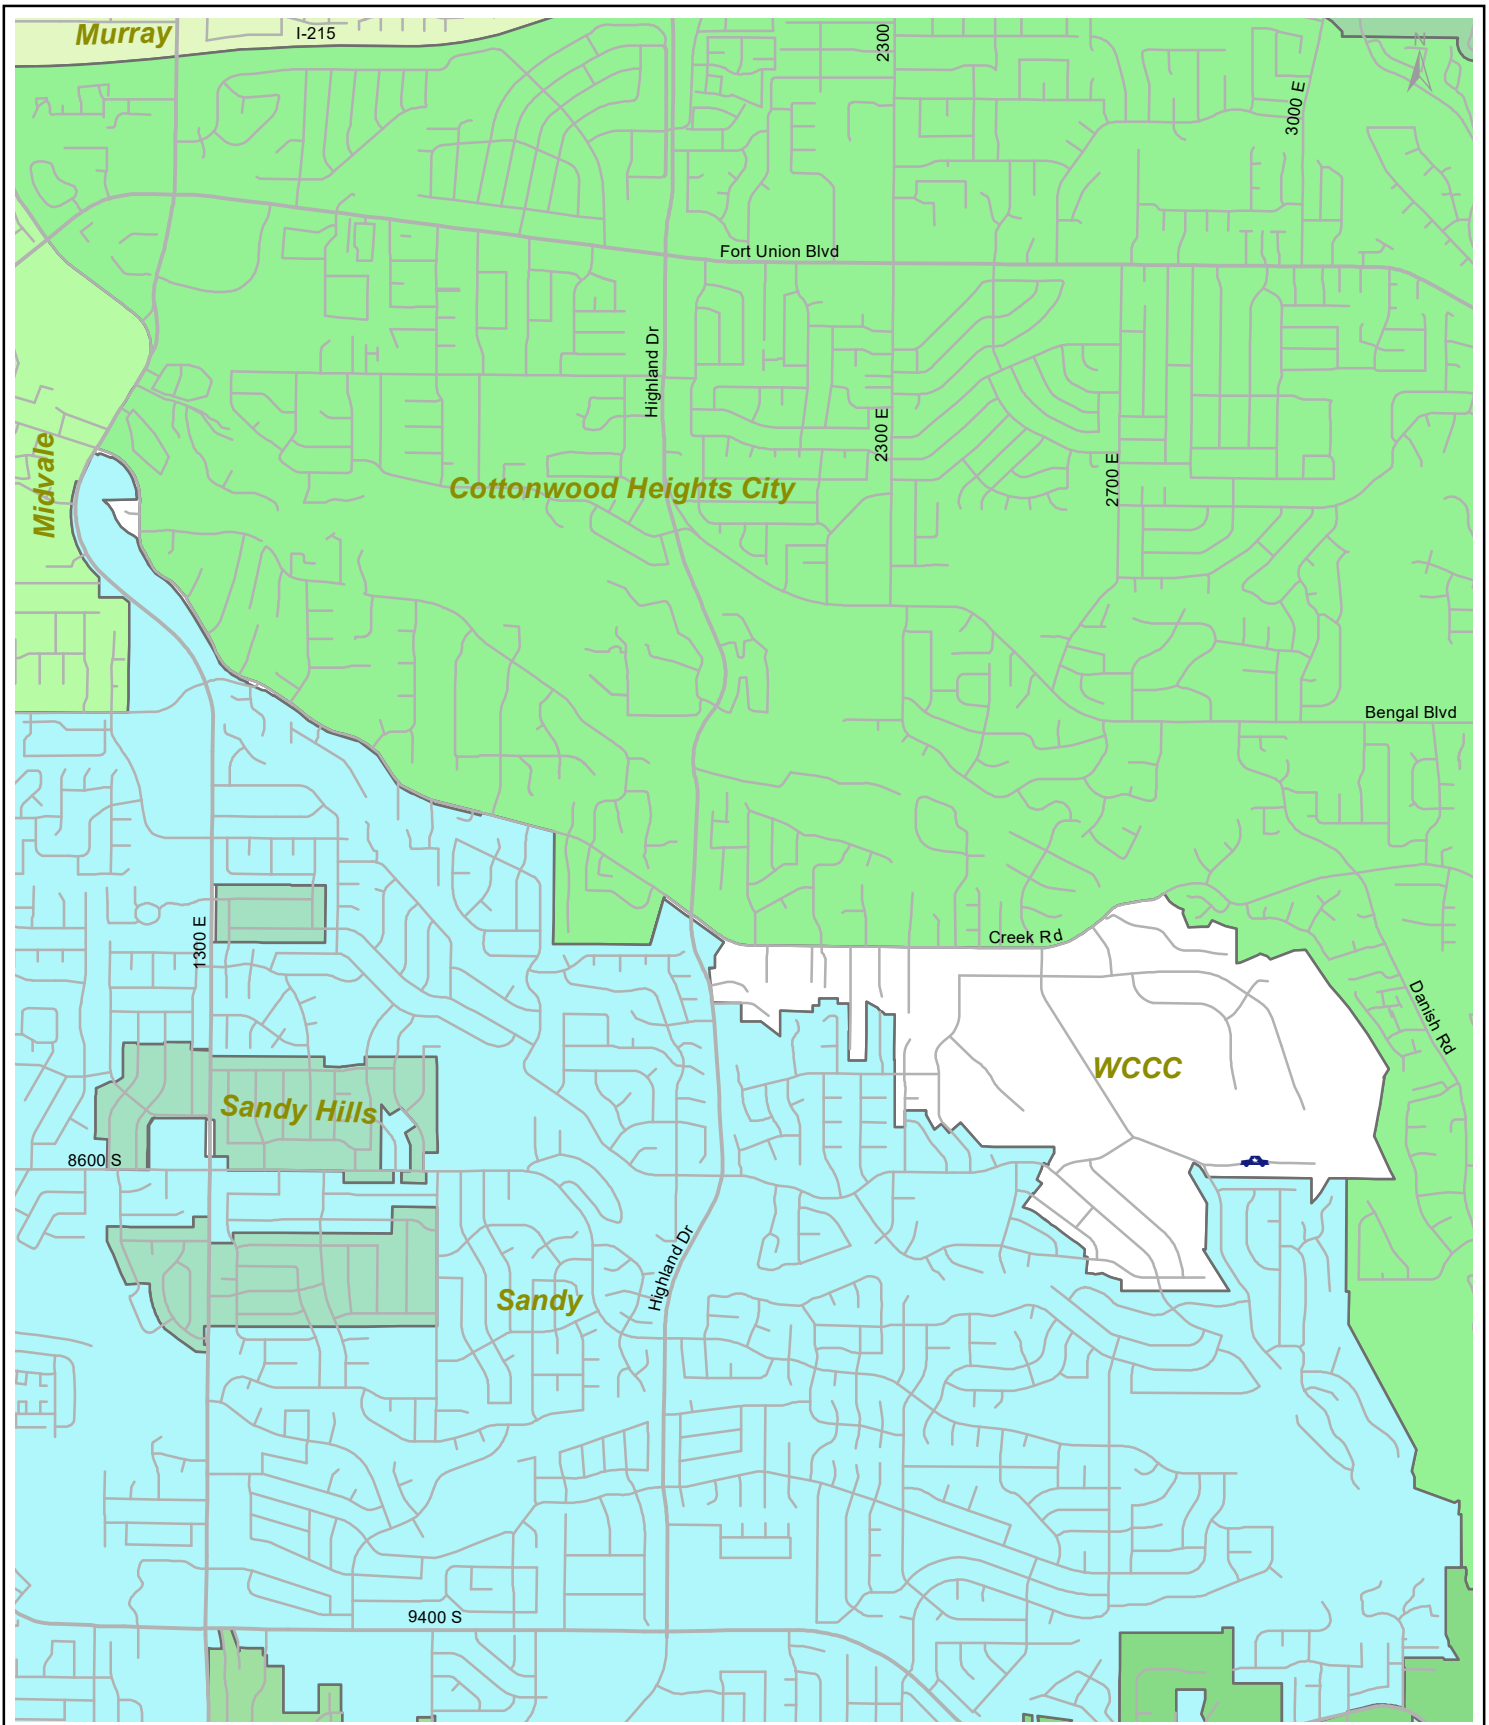 Murray
I-215
2300
N
3000 E
Fort Union Blvd
Highland Dr
2300 E
Midvale
2700 E
Cottonwood Heights City
Bengal Blvd
1300 E
Creek Rd
Danish Rd
WCCC
Sandy Hills
8600 S
Highland Dr
Sandy
9400 S